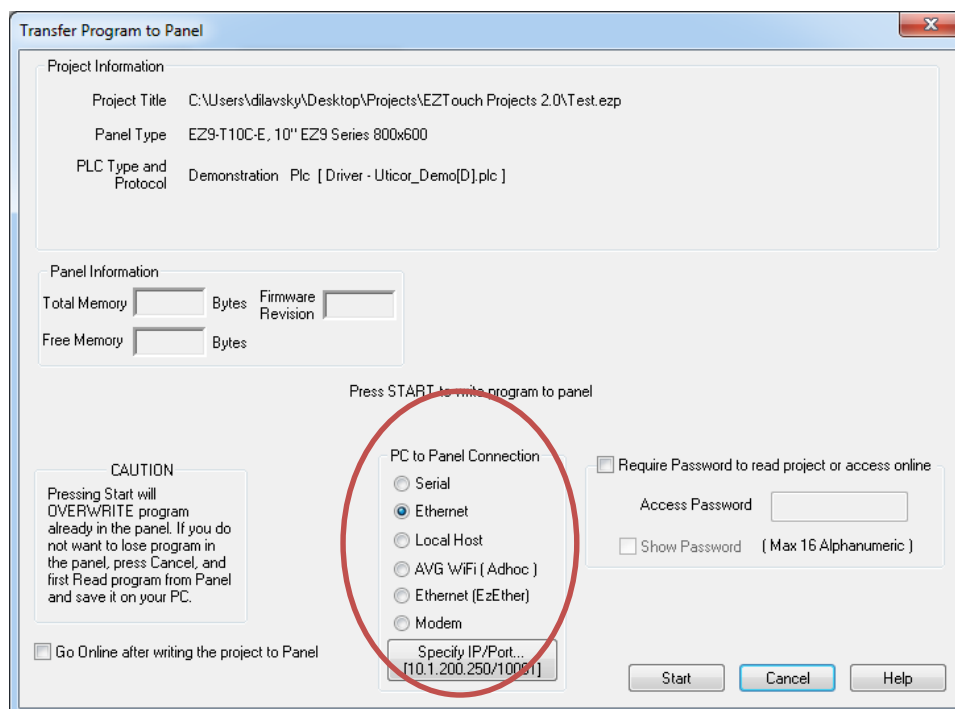 Transfer Program to Panel
Project Information
Project Title C:\Users\dilavsky\Desktop\Projects\EZTouch Projects 2.0\Test.ezp
Panel Type EZ9-T10C-E, 10" EZ9 Series 800x600
PLC Type and
Protocol Demonstration Plc [ Driver - Uticor_Demo[D].plc ]
Panel Information
Total Memory Bytes Firmware
Revision
Free Memory Bytes
Press START to write program to panel
CAUTION
Pressing Start will
OVERWRITE program
already in the panel. If you do
not want to lose program in
the panel, press Cancel, and
first Read program from Panel
and save it on your PC.
Go Online after writing the project to Panel
PC to Panel Connection
Serial
Ethernet
Local Host
AVG WiFi ( Adhoc )
Ethernet (EzEther)
Modem
Specify IP/Port...
[10.1.200.250/10001]
Require Password to read project or access online
Access Password
Show Password ( Max 16 Alphanumeric )
Start Cancel Help